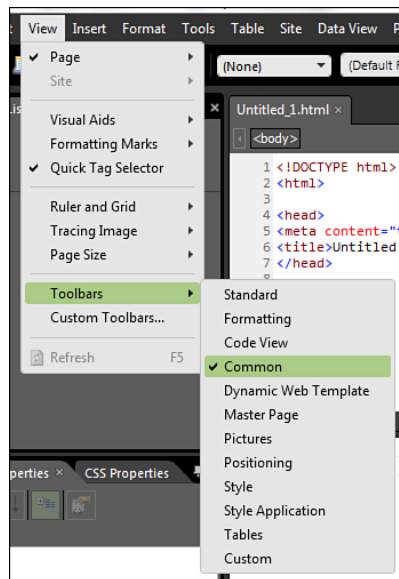 View Insert Format Tools Table Site Data View
Page
Site
(None) (Default
Untitled_1.html
<body>
Visual Aids
Formatting Marks
Quick Tag Selector
Ruler and Grid
Tracing Image
Page Size
Toolbars
Custom Toolbars...
Refresh F5
1 <!DOCTYPE html>
2 <html>
3
4 <head>
5 <meta content="
6 <title>Untitled
7 </head>
Standard
Formatting
Code View
Common
Dynamic Web Template
Master Page
Pictures
Positioning
Style
Style Application
Tables
Custom
perties CSS Properties